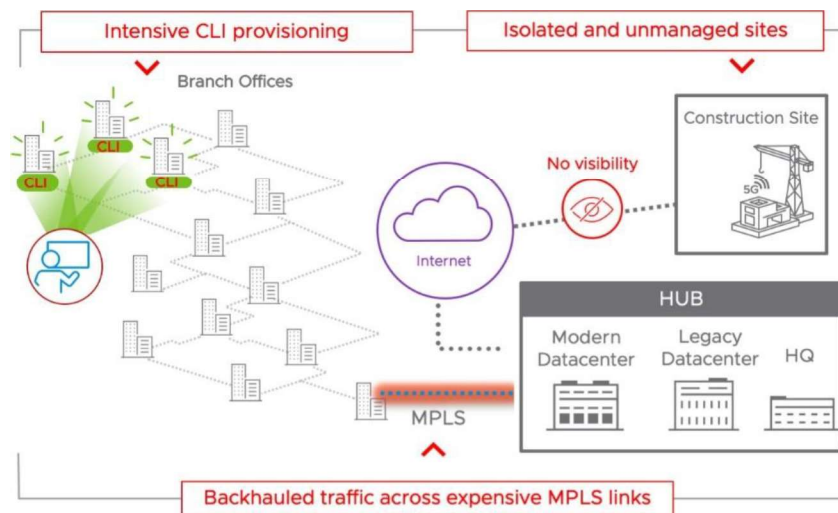 Intensive CLI provisioning
Isolated and unmanaged sites
Branch Offices
CLI
CLI
CLI
Construction Site
5G
No visibility
Internet
HUB
Modern
Datacenter
Legacy
Datacenter
HQ
MPLS
Backhauled traffic across expensive MPLS links